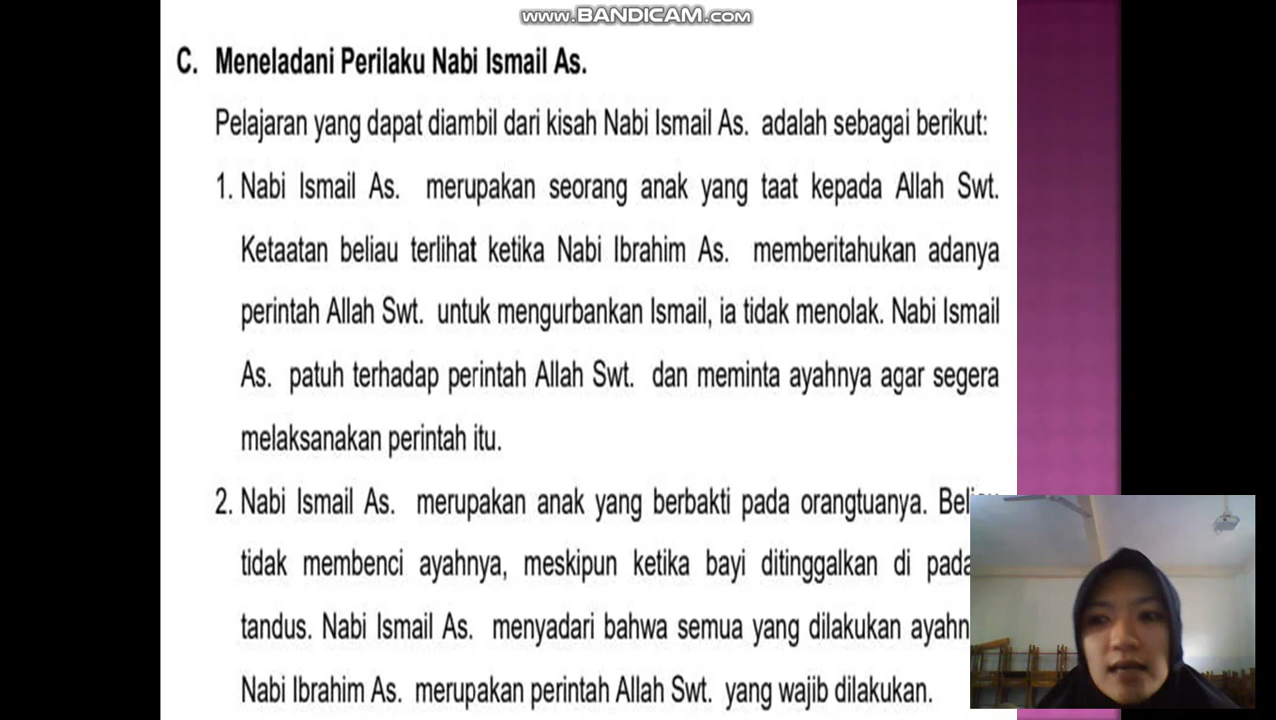 www.BANDICAM.com
C. Meneladani Perilaku Nabi Ismail As.
Pelajaran yang dapat diambil dari kisah Nabi Ismail As. adalah sebagai berikut:
1. Nabi Ismail As. merupakan seorang anak yang taat kepada Allah Swt.
Ketaatan beliau terlihat ketika Nabi Ibrahim As. memberitahukan adanya
perintah Allah Swt. untuk mengurbankan Ismail, ia tidak menolak. Nabi Ismail
As. patuh terhadap perintah Allah Swt. dan meminta ayahnya agar segera
melaksanakan perintah itu.
2. Nabi Ismail As. merupakan anak yang berbakti pada orangtuanya.
tidak membenci ayahnya, meskipun ketika bayi ditinggalkan di
tandus. Nabi Ismail As. menyadari bahwa semua yang dilakukan
Nabi Ibrahim As. merupakan perintah Allah Swt. yang wajib dilakukan.